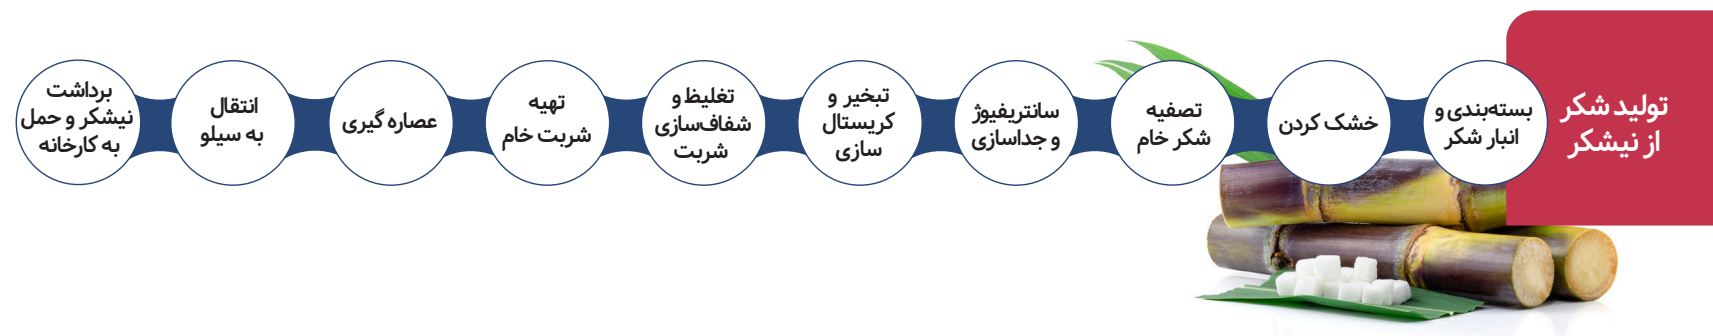 تولید شکر
از نیشکر
بسته‌بندی و
انبار شکر
خشک کردن
تصفیه
شکر خام
سانتریفیوژ
و جداسازی
تبخیر و
کریستال
سازی
تغلیظ و
شفاف‌سازی
شربت
تهیه
شربت خام
عصاره گیری
انتقال
به سیلو
برداشت
نیشکر و حمل
به کارخانه